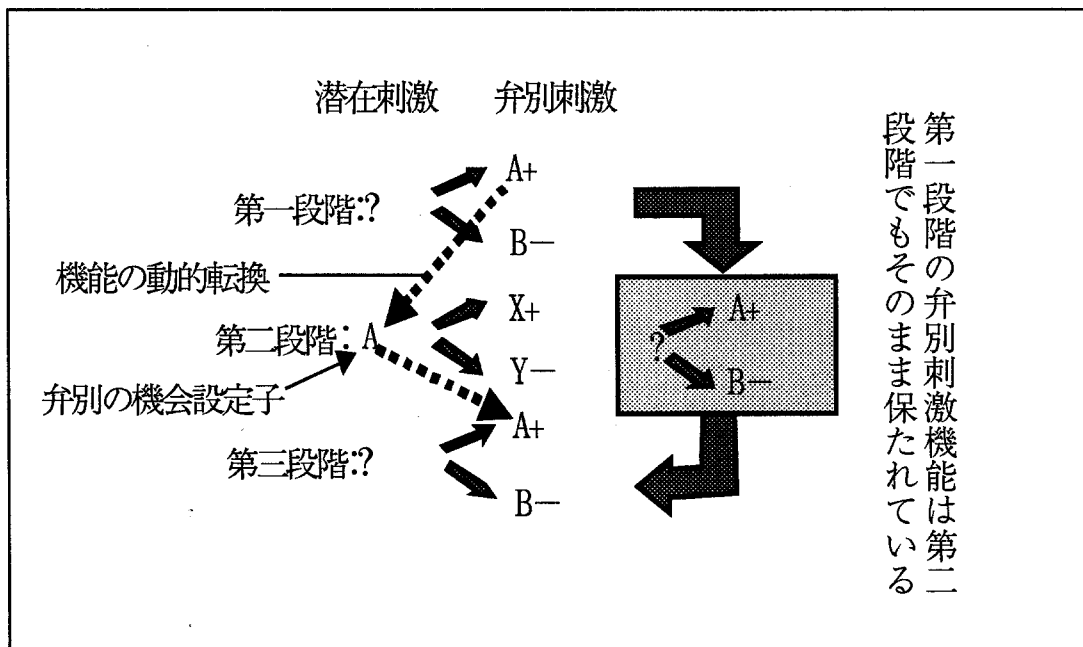 潜在刺激 弁別刺激
A+
第一段階:?
B−
機能の動的転換
X+
第二段階: A
Y−
弁別の機会設定子
A+
第三段階:?
B−
A+
?
B−
第一段階の弁別刺激機能は第二
段階でもそのまま保たれている